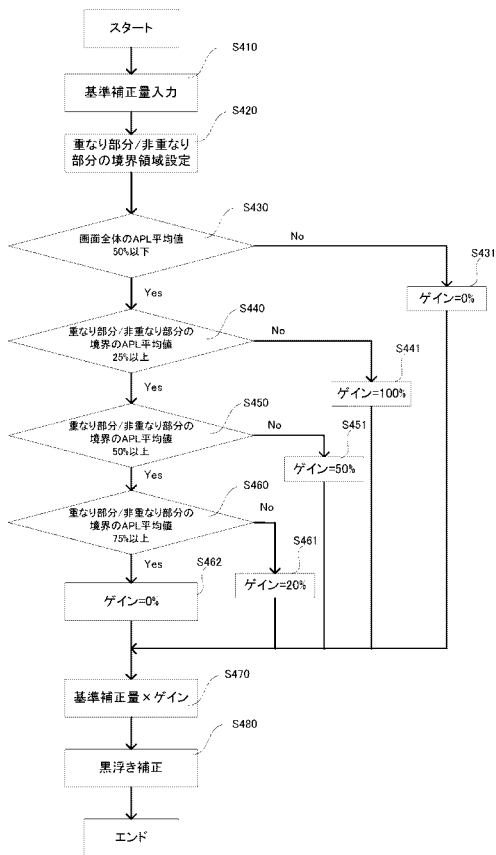 スタート
S410
基準補正量入力
S420
重なり部分/非重なり
部分の境界領域設定
S430
画面全体のAPL平均値
50%以下
No
S431
ゲイン=0%
Yes
S440
重なり部分/非重なり部分の
境界のAPL平均値
25%以上
No
S441
ゲイン=100%
Yes
S450
重なり部分/非重なり部分の
境界のAPL平均値
50%以上
No
S451
ゲイン=50%
Yes
S460
重なり部分/非重なり部分の
境界のAPL平均値
75%以上
No
S461
ゲイン=20%
Yes
S462
ゲイン=0%
S470
基準補正量×ゲイン
S480
黒浮き補正
エンド